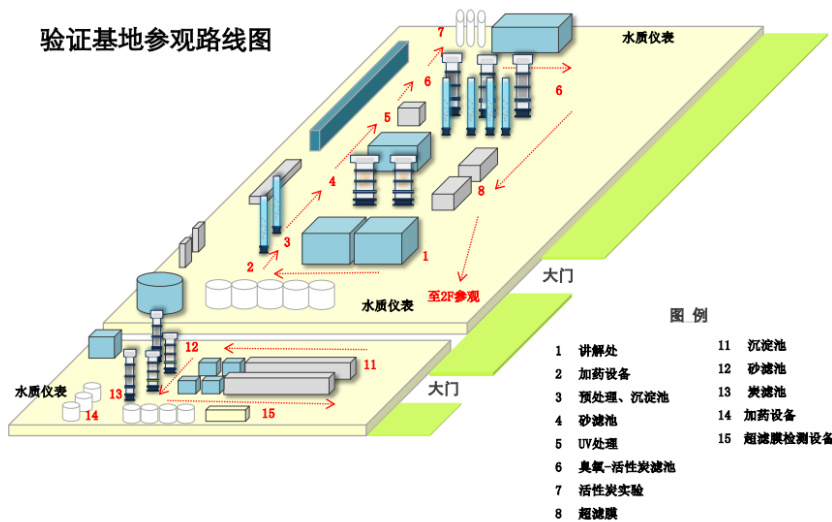 验证基地参观路线图
7
水质仪表
6
6
5
4
8
3
2
1
大门
至2F参观
水质仪表
图 例
12
11
水质仪表
13
大门
14
15
1 讲解处
2 加药设备
3 预处理、沉淀池
4 砂滤池
5 UV处理
6 臭氧-活性炭滤池
7 活性炭实验
8 超滤膜
11 沉淀池
12 砂滤池
13 炭滤池
14 加药设备
15 超滤膜检测设备